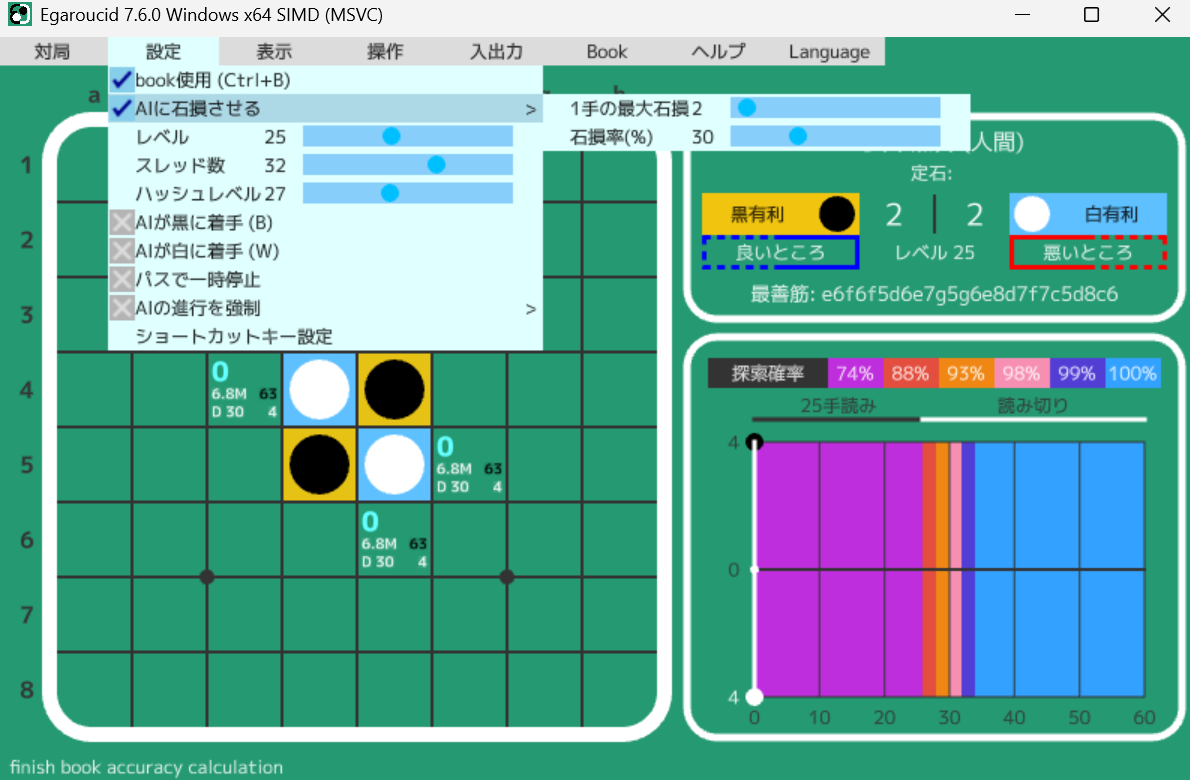 Egaroucid 7.6.0 Windows x64 SIMD (MSVC)
対局 設定 表示 操作 入出力 Book ヘルプ Language
book使用 (Ctrl+B)
AIに石損させる >
レベル 25
スレッド数 32
ハッシュレベル 27
AIが黒に着手 (B)
AIが白に着手 (W)
パスで一時停止
AIの進行を強制 >
ショートカットキー設定
1手の最大石損 2
石損率(%) 30
a
1
2
3
4
5
6
7
8
0
6.8M 63
D 30 4
0
6.8M 63
D 30 4
0
6.8M 63
D 30 4
人間)
定石:
黒有利 2 2 白有利
良いところ レベル 25 悪いところ
最善筋: e6f6f5d6e7g5g6e8d7f7c5d8c6
探索確率 74% 88% 93% 98% 99% 100%
25手読み 読み切り
4
0
4
0 10 20 30 40 50 60
finish book accuracy calculation